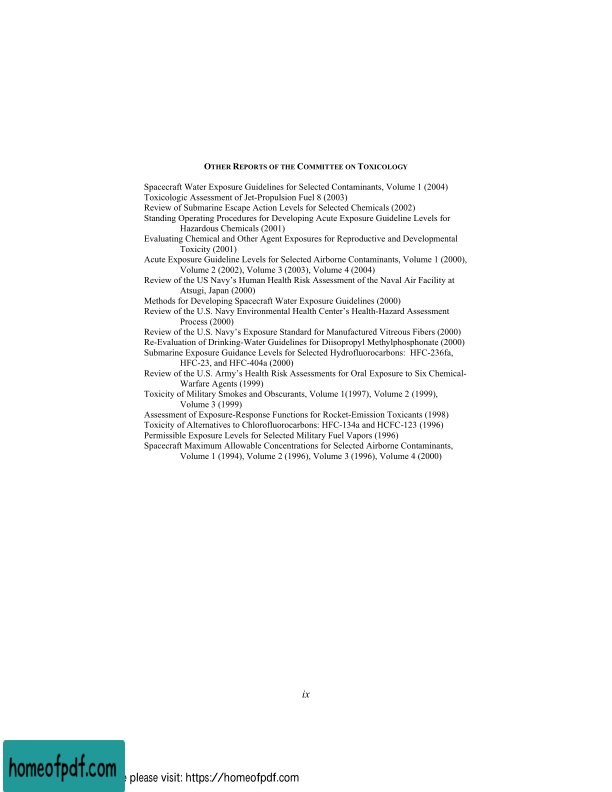 OTHER REPORTS OF THE COMMITTEE ON TOXICOLOGY
Spacecraft Water Exposure Guidelines for Selected Contaminants, Volume 1 (2004)
Toxicologic Assessment of Jet-Propulsion Fuel 8 (2003)
Review of Submarine Escape Action Levels for Selected Chemicals (2002)
Standing Operating Procedures for Developing Acute Exposure Guideline Levels for
Hazardous Chemicals (2001)
Evaluating Chemical and Other Agent Exposures for Reproductive and Developmental
Toxicity (2001)
Acute Exposure Guideline Levels for Selected Airborne Contaminants, Volume 1 (2000),
Volume 2 (2002), Volume 3 (2003), Volume 4 (2004)
Review of the US Navy's Human Health Risk Assessment of the Naval Air Facility at
Atsugi, Japan (2000)
Methods for Developing Spacecraft Water Exposure Guidelines (2000)
Review of the U.S. Navy Environmental Health Center's Health-Hazard Assessment
Process (2000)
Review of the U.S. Navy's Exposure Standard for Manufactured Vitreous Fibers (2000)
Re-Evaluation of Drinking-Water Guidelines for Diisopropyl Methylphosphonate (2000)
Submarine Exposure Guidance Levels for Selected Hydrofluorocarbons: HFC-236fa,
HFC-23, and HFC-404a (2000)
Review of the U.S. Army's Health Risk Assessments for Oral Exposure to Six Chemical-
Warfare Agents (1999)
Toxicity of Military Smokes and Obscurants, Volume 1(1997), Volume 2 (1999),
Volume 3 (1999)
Assessment of Exposure-Response Functions for Rocket-Emission Toxicants (1998)
Toxicity of Alternatives to Chlorofluorocarbons: HFC-134a and HCFC-123 (1996)
Permissible Exposure Levels for Selected Military Fuel Vapors (1996)
Spacecraft Maximum Allowable Concentrations for Selected Airborne Contaminants,
Volume 1 (1994), Volume 2 (1996), Volume 3 (1996), Volume 4 (2000)
ix
homeofpdf.com
please visit: https://homeofpdf.com